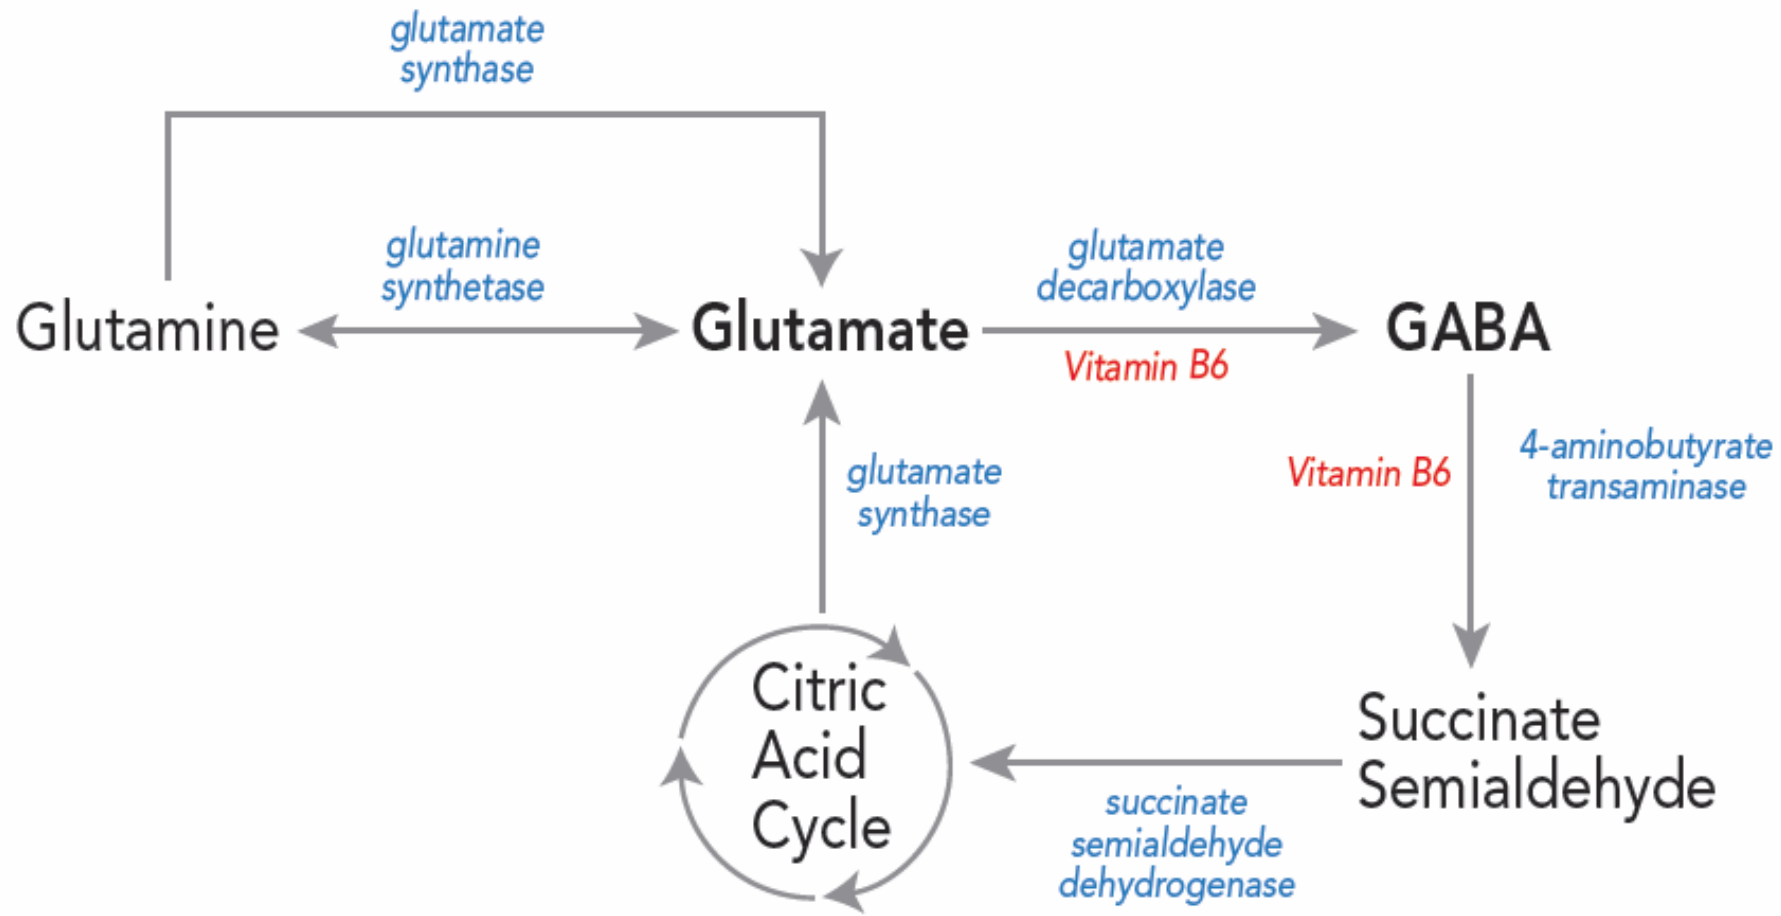 glutamate
synthase
glutamine
synthetase
glutamate
decarboxylase
Glutamine
Glutamate
GABA
Vitamin B6
4-aminobutyrate
transaminase
Vitamin B6
glutamate
synthase
Citric
Acid
Cycle
Succinate
Semialdehyde
succinate
semialdehyde
dehydrogenase